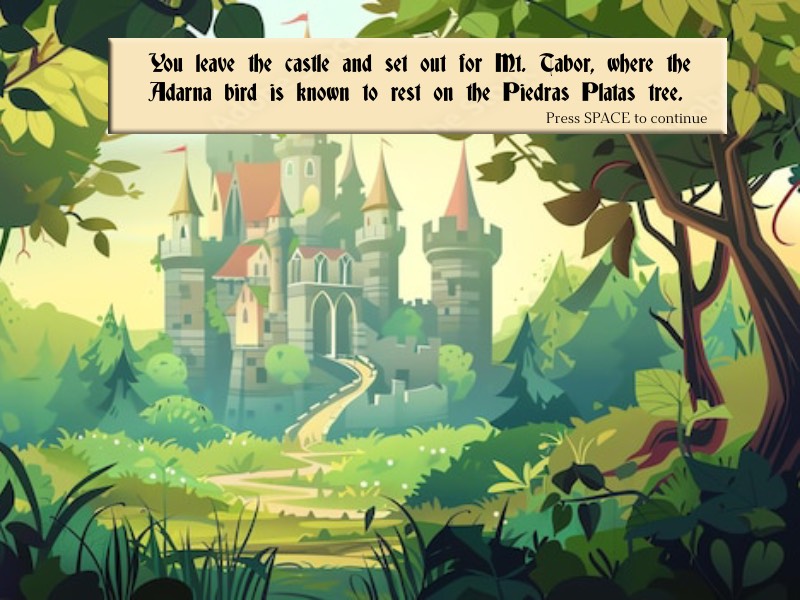 You leave the castle and set out for Mt. Tabor, where the
Adarna bird is known to rest on the Piedras Platas tree.
Press SPACE to continue